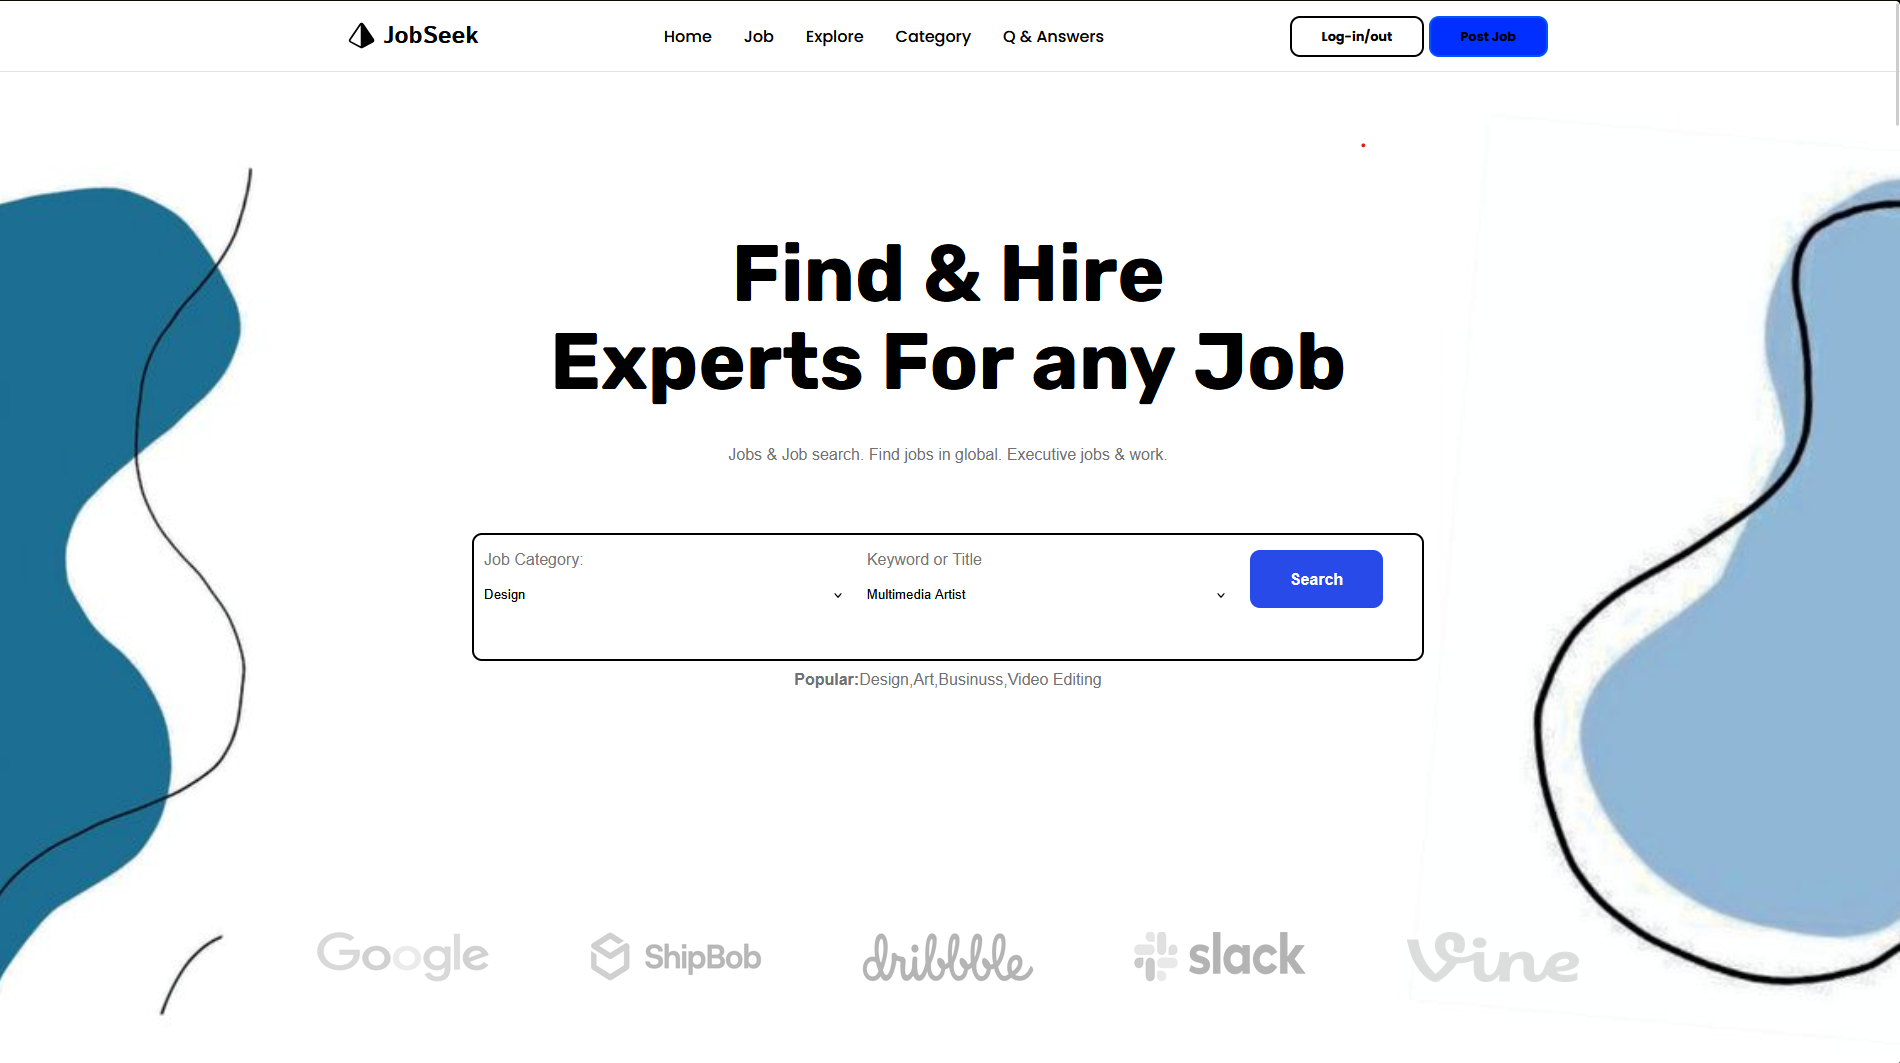 JobSeek
Home Job Explore Category Q & Answers
Log-in/out Post Job
Find & Hire
Experts For any Job
Jobs & Job search. Find jobs in global. Executive jobs & work.
Job Category: Keyword or Title
Design Multimedia Artist
Search
Popular:Design,Art,Businuss,Video Editing
Google ShipBob dribbble slack Vine